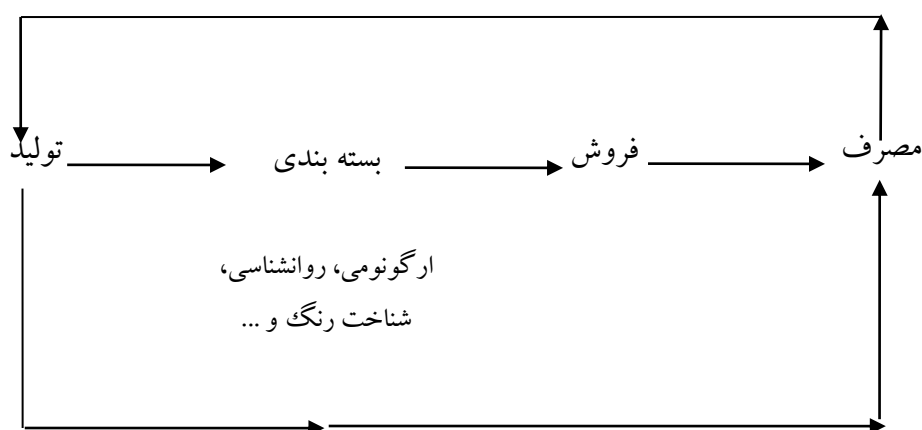 تولید
بسته بندی
فروش
مصرف
ارگونومی، روانشناسی،
شناخت رنگ و ...